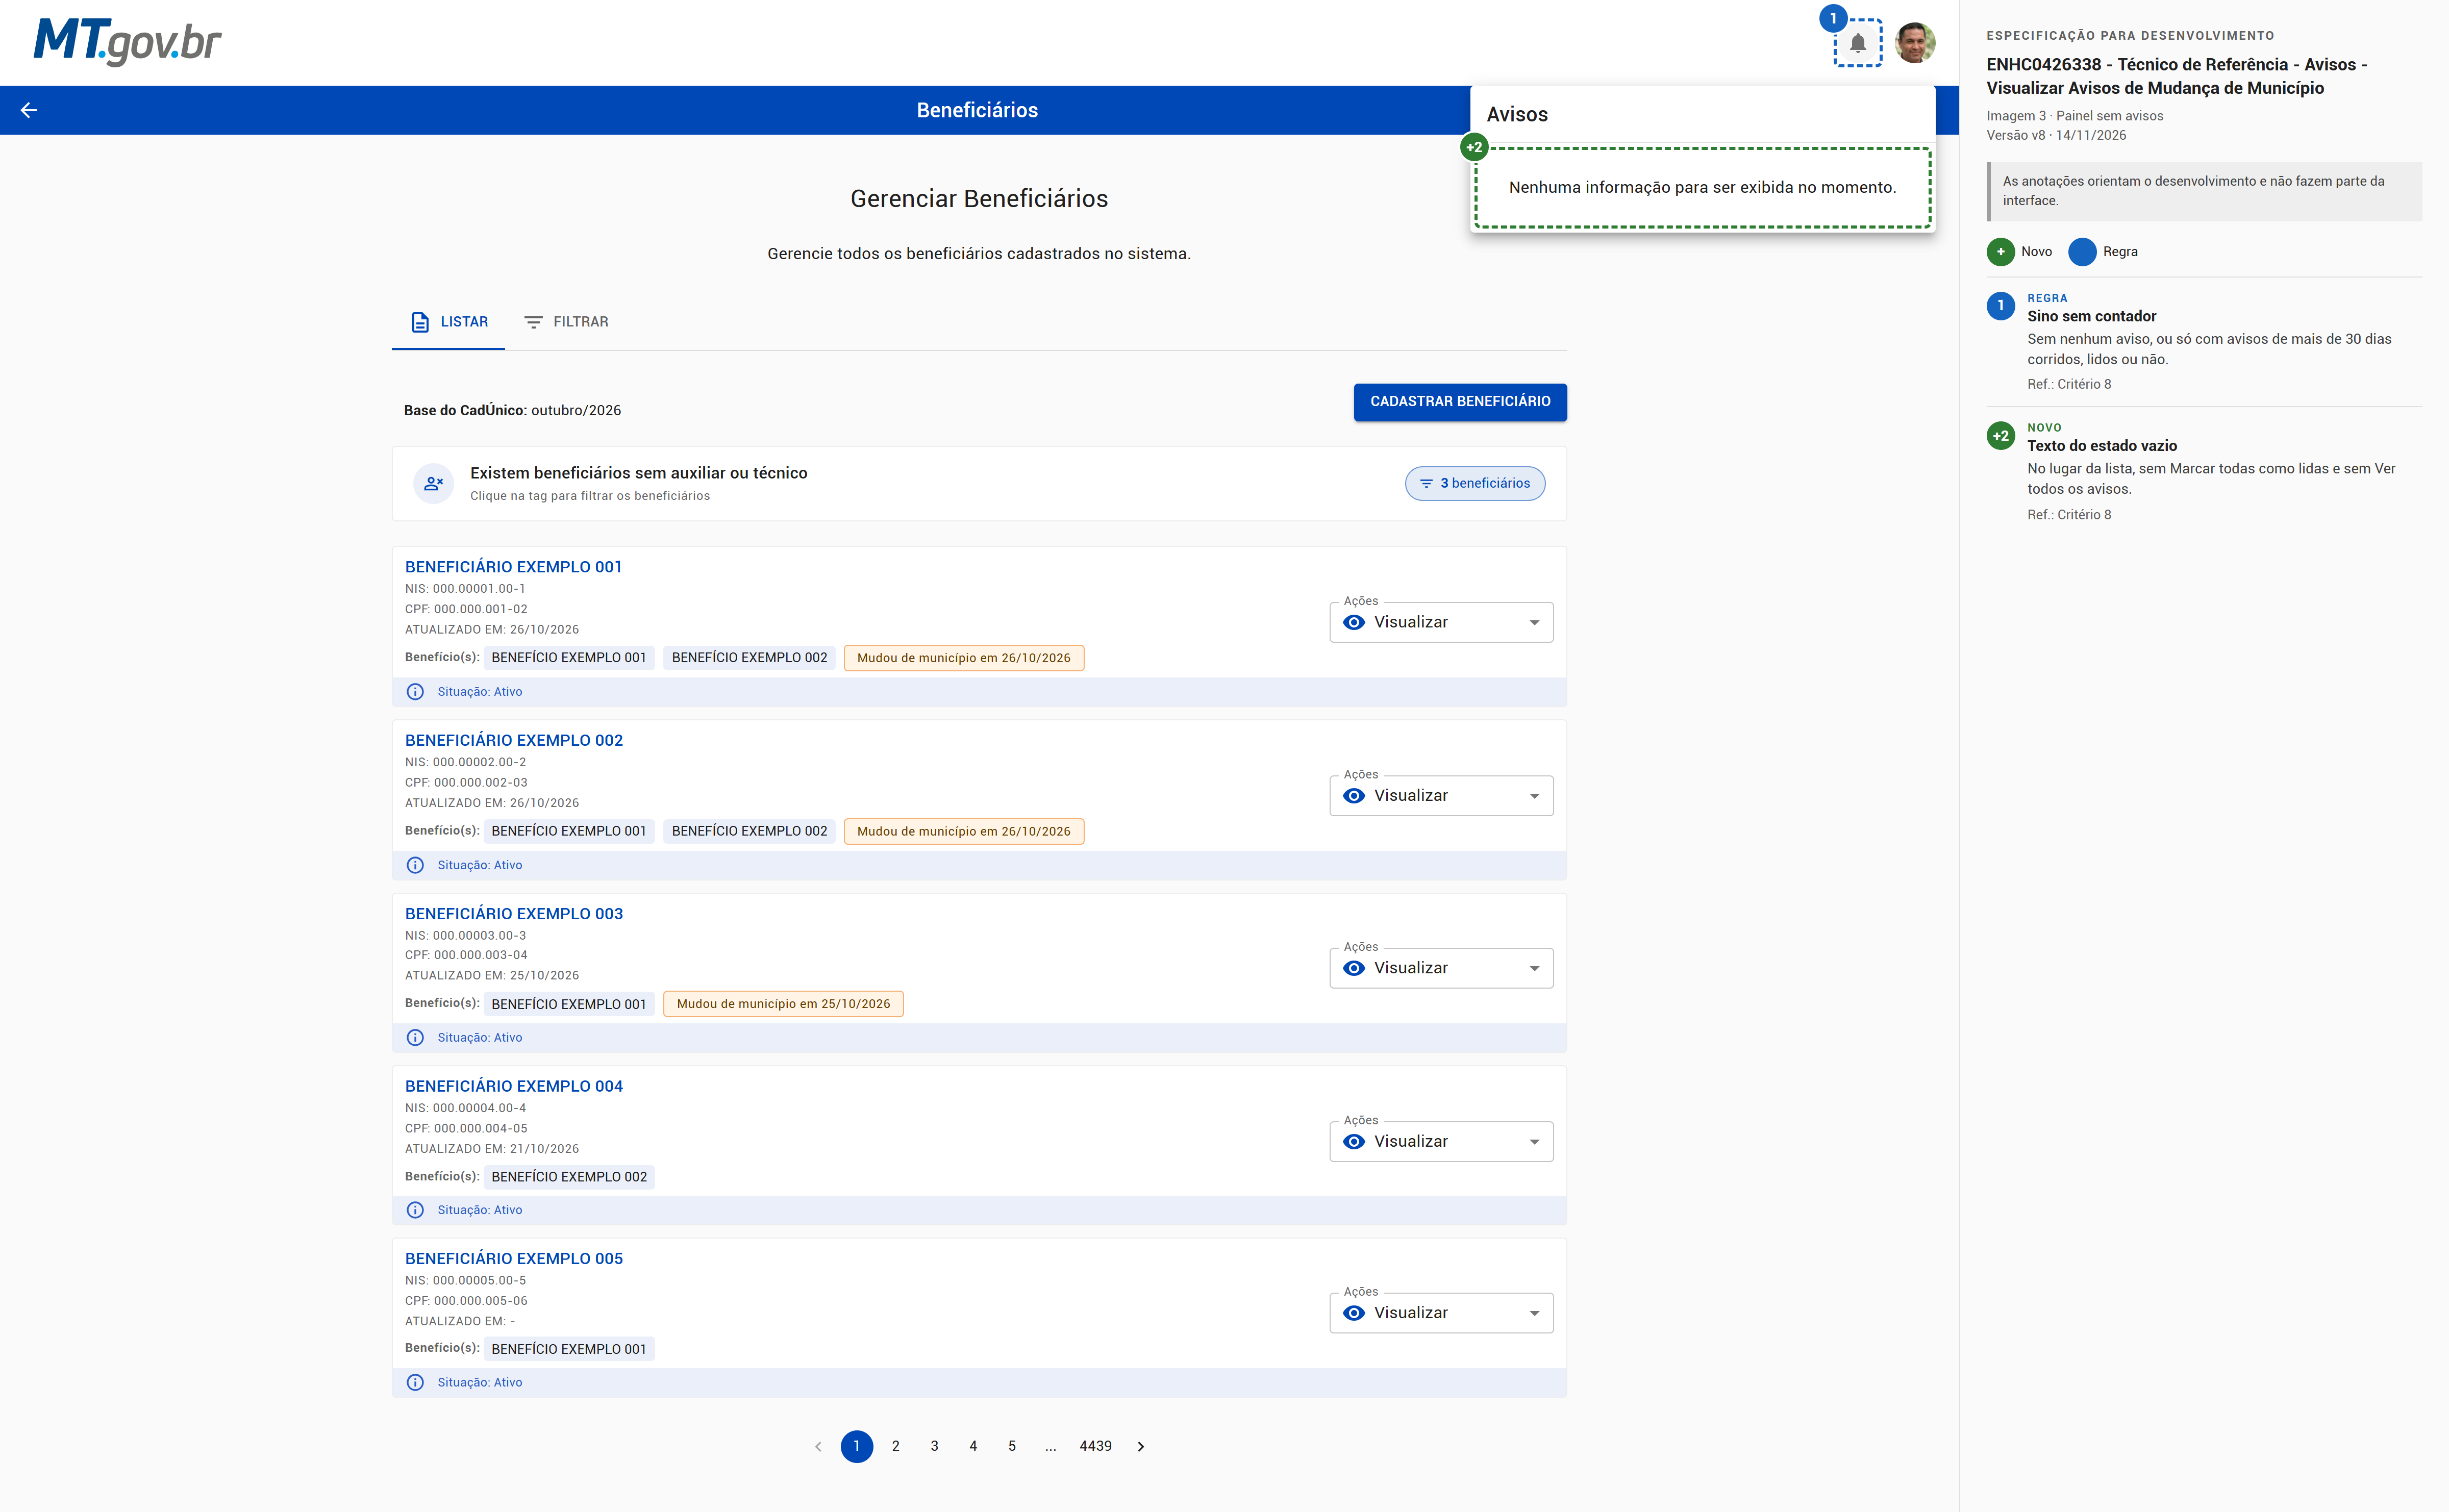 MT.gov.br
1
Beneficiários
Avisos
+2
Nenhuma informação para ser exibida no momento.
Gerenciar Beneficiários
Gerencie todos os beneficiários cadastrados no sistema.
LISTAR
FILTRAR
Base do CadÚnico: outubro/2026
CADASTRAR BENEFICIÁRIO
Existem beneficiários sem auxiliar ou técnico
Clique na tag para filtrar os beneficiários
3 beneficiários
BENEFICIÁRIO EXEMPLO 001
NIS: 000.00001.00-1
CPF: 000.000.001-02
ATUALIZADO EM: 26/10/2026
Benefício(s): BENEFÍCIO EXEMPLO 001 BENEFÍCIO EXEMPLO 002 Mudou de município em 26/10/2026
Situação: Ativo
Ações
Visualizar
BENEFICIÁRIO EXEMPLO 002
NIS: 000.00002.00-2
CPF: 000.000.002-03
ATUALIZADO EM: 26/10/2026
Benefício(s): BENEFÍCIO EXEMPLO 001 BENEFÍCIO EXEMPLO 002 Mudou de município em 26/10/2026
Situação: Ativo
Ações
Visualizar
BENEFICIÁRIO EXEMPLO 003
NIS: 000.00003.00-3
CPF: 000.000.003-04
ATUALIZADO EM: 25/10/2026
Benefício(s): BENEFÍCIO EXEMPLO 001 Mudou de município em 25/10/2026
Situação: Ativo
Ações
Visualizar
BENEFICIÁRIO EXEMPLO 004
NIS: 000.00004.00-4
CPF: 000.000.004-05
ATUALIZADO EM: 21/10/2026
Benefício(s): BENEFÍCIO EXEMPLO 002
Situação: Ativo
Ações
Visualizar
BENEFICIÁRIO EXEMPLO 005
NIS: 000.00005.00-5
CPF: 000.000.005-06
ATUALIZADO EM: -
Benefício(s): BENEFÍCIO EXEMPLO 001
Situação: Ativo
Ações
Visualizar
1 2 3 4 5 ... 4439
ESPECIFICAÇÃO PARA DESENVOLVIMENTO
ENHC0426338 - Técnico de Referência - Avisos -
Visualizar Avisos de Mudança de Município
Imagem 3 · Painel sem avisos
Versão v8 · 14/11/2026
As anotações orientam o desenvolvimento e não fazem parte da
interface.
+ Novo
Regra
1
REGRA
Sino sem contador
Sem nenhum aviso, ou só com avisos de mais de 30 dias
corridos, lidos ou não.
Ref.: Critério 8
+2
NOVO
Texto do estado vazio
No lugar da lista, sem Marcar todas como lidas e sem Ver
todos os avisos.
Ref.: Critério 8